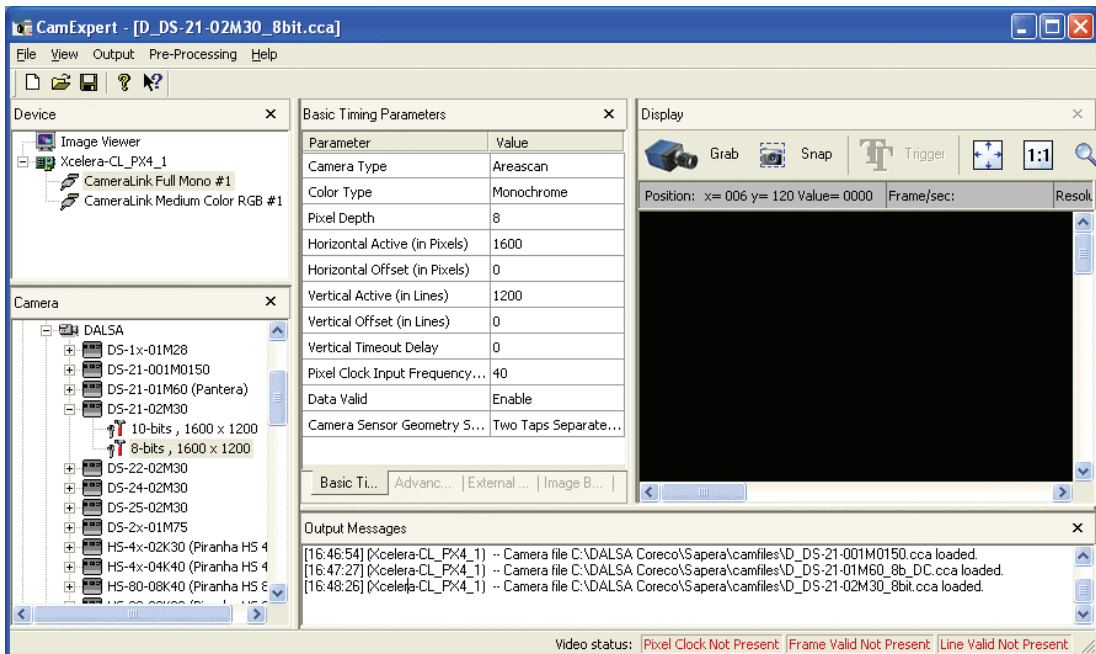 CamExpert - [D_DS-21-02M30_8bit.cca]
File View Output Pre-Processing Help
Device
Image Viewer
Xcelera-CL_PX4_1
CameraLink Full Mono #1
CameraLink Medium Color RGB #1
Camera
DALSA
DS-1x-01M28
DS-21-001M0150
DS-21-01M60 (Pantera)
DS-21-02M30
10-bits , 1600 x 1200
8-bits , 1600 x 1200
DS-22-02M30
DS-24-02M30
DS-25-02M30
DS-2x-01M75
HS-4x-02K30 (Piranha HS 4
HS-4x-04K40 (Piranha HS 4
HS-80-08K40 (Piranha HS 8
Basic Timing Parameters
Parameter Value
Camera Type Areascan
Color Type Monochrome
Pixel Depth 8
Horizontal Active (in Pixels) 1600
Horizontal Offset (in Pixels) 0
Vertical Active (in Lines) 1200
Vertical Offset (in Lines) 0
Vertical Timeout Delay 0
Pixel Clock Input Frequency... 40
Data Valid Enable
Camera Sensor Geometry S... Two Taps Separate...
Basic Ti... Advanc... External ... Image B...
Display
Grab Snap Trigger 1:1
Position: x= 006 y= 120 Value= 0000 Frame/sec: Resolu
Output Messages
[16:46:54] (Xcelera-CL_PX4_1) -- Camera file C:\DALSA Coreco\Sapera\camfiles\D_DS-21-001M0150.cca loaded.
[16:47:27] (Xcelera-CL_PX4_1) -- Camera file C:\DALSA Coreco\Sapera\camfiles\D_DS-21-01M60_8b_DC.cca loaded.
[16:48:26] (Xcelera-CL_PX4_1) -- Camera file C:\DALSA Coreco\Sapera\camfiles\D_DS-21-02M30_8bit.cca loaded.
Video status: Pixel Clock Not Present Frame Valid Not Present Line Valid Not Present